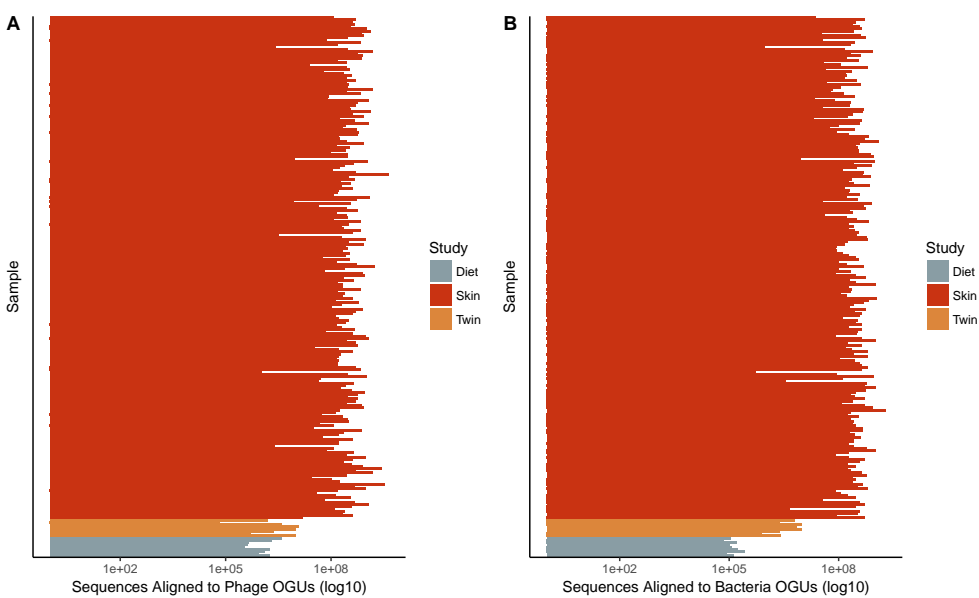 A
Sample
1e+02 1e+05 1e+08
Sequences Aligned to Phage OGUs (log10)
Study
Diet
Skin
Twin
B
Sample
1e+02 1e+05 1e+08
Sequences Aligned to Bacteria OGUs (log10)
Study
Diet
Skin
Twin